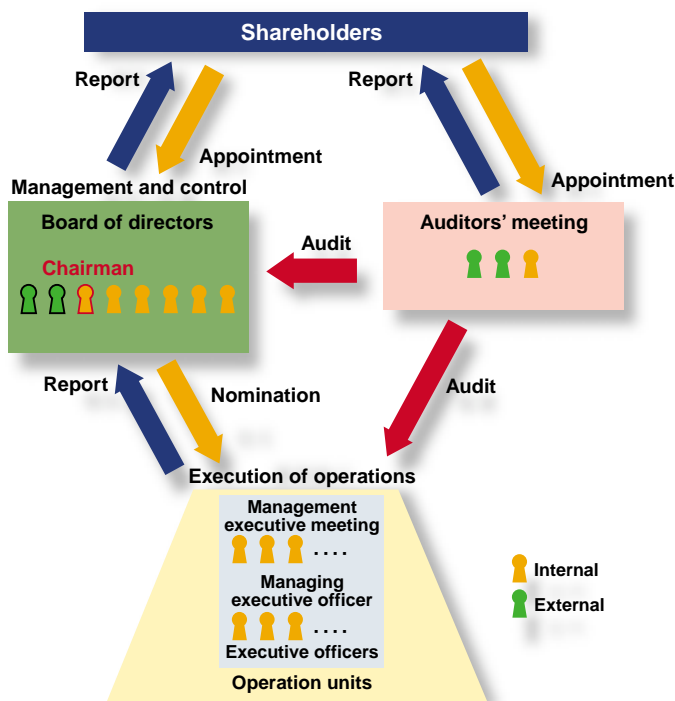 Shareholders
Report
Report
Appointment
Appointment
Management and control
Board of directors
Auditors' meeting
Audit
Chairman
Report
Nomination
Audit
Execution of operations
Management
executive meeting
....
Managing
executive officer
....
Executive officers
Operation units
Internal
External